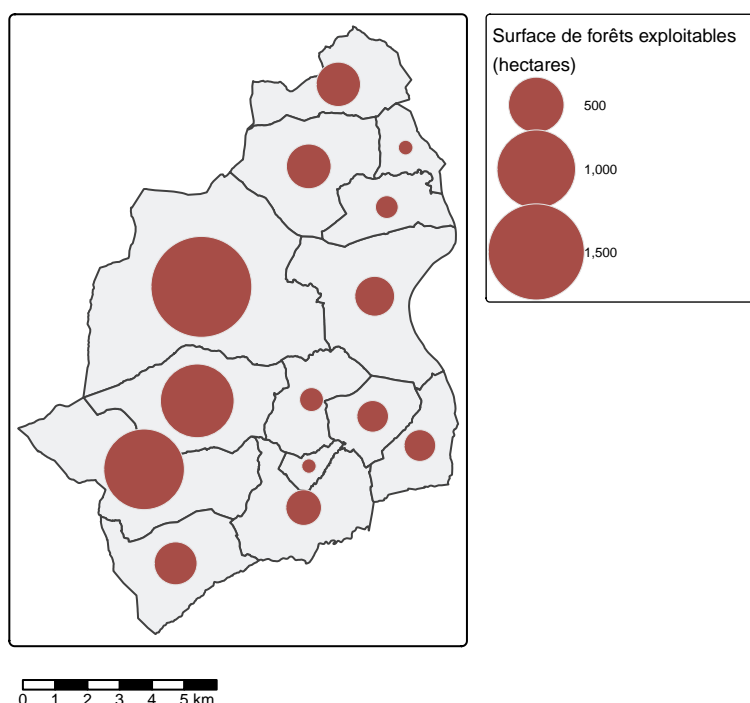 Surface de forêts exploitables
(hectares)
500
1,000
1,500
0 1 2 3 4 5 km